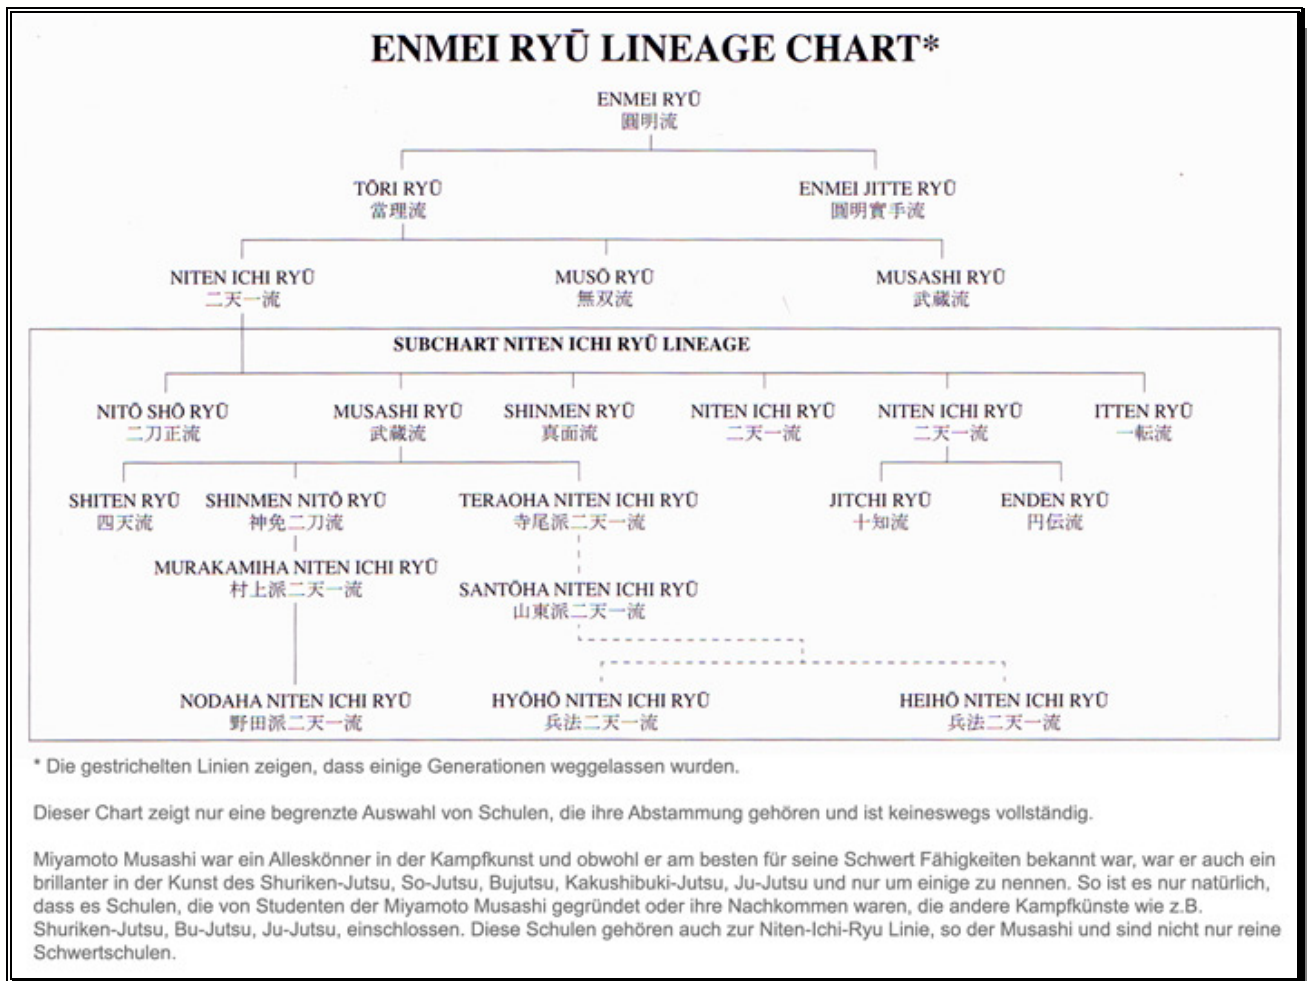 ENMEI RYŪ LINEAGE CHART*
ENMEI RYŪ
圓明流
TŌRI RYŪ ENMEI JITTE RYŪ
當理流 圓明實手流
NITEN ICHI RYŪ MUSŌ RYŪ MUSASHI RYŪ
二天一流 無双流 武蔵流
SUBCHART NITEN ICHI RYŪ LINEAGE
NITŌ SHŌ RYŪ MUSASHI RYŪ SHINMEN RYŪ NITEN ICHI RYŪ NITEN ICHI RYŪ ITTEN RYŪ
二刀正流 武蔵流 真面流 二天一流 二天一流 一転流
SHITEN RYŪ SHINMEN NITŌ RYŪ TERAOHA NITEN ICHI RYŪ JITCHI RYŪ ENDEN RYŪ
四天流 神免二刀流 寺尾派二天一流 十知流 円伝流
MURAKAMIHA NITEN ICHI RYŪ
村上派二天一流
SANTŌHA NITEN ICHI RYŪ
山東派二天一流
NODAHA NITEN ICHI RYŪ HYŌHŌ NITEN ICHI RYŪ HEIHŌ NITEN ICHI RYŪ
野田派二天一流 兵法二天一流 兵法二天一流
* Die gestrichelten Linien zeigen, dass einige Generationen weggelassen wurden.
Dieser Chart zeigt nur eine begrenzte Auswahl von Schulen, die ihre Abstammung gehören und ist keineswegs vollständig.
Miyamoto Musashi war ein Alleskönner in der Kampfkunst und obwohl er am besten für seine Schwert Fähigkeiten bekannt war, war er auch ein
brillanter in der Kunst des Shuriken-Jutsu, So-Jutsu, Bujutsu, Kakushibuki-Jutsu, Ju-Jutsu und nur um einige zu nennen. So ist es nur natürlich,
dass es Schulen, die von Studenten der Miyamoto Musashi gegründet oder ihre Nachkommen waren, die andere Kampfkünste wie z.B.
Shuriken-Jutsu, Bu-Jutsu, Ju-Jutsu, einschlossen. Diese Schulen gehören auch zur Niten-Ichi-Ryu Linie, so der Musashi und sind nicht nur reine
Schwertschulen.